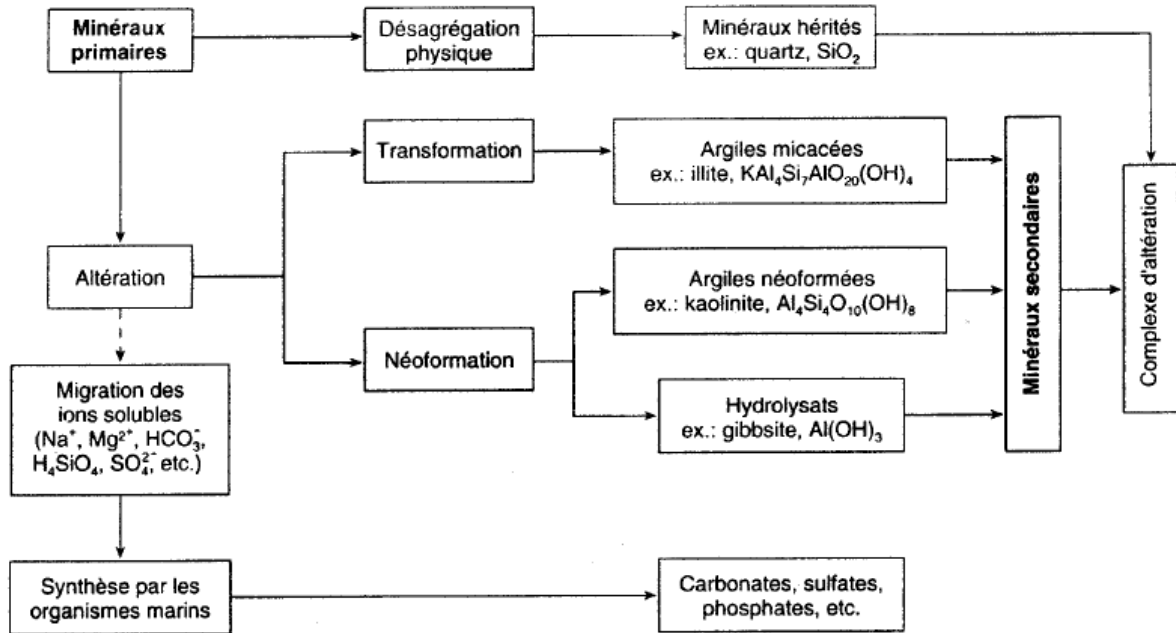 Minéraux
primaires
Désagrégation
physique
Minéraux hérités
ex.: quartz, SiO₂
Transformation
Argiles micacées
ex.: illite, KAl₄Si₇AlO₂₀(OH)₄
Altération
Argiles néoformées
ex.: kaolinite, Al₄Si₄O₁₀(OH)₈
Néoformation
Hydrolysats
ex.: gibbsite, Al(OH)₃
Minéraux secondaires
Complexe d'altération
Migration des
ions solubles
(Na⁺, Mg²⁺, HCO₃⁻,
H₄SiO₄, SO₄²⁻, etc.)
Synthèse par les
organismes marins
Carbonates, sulfates,
phosphates, etc.